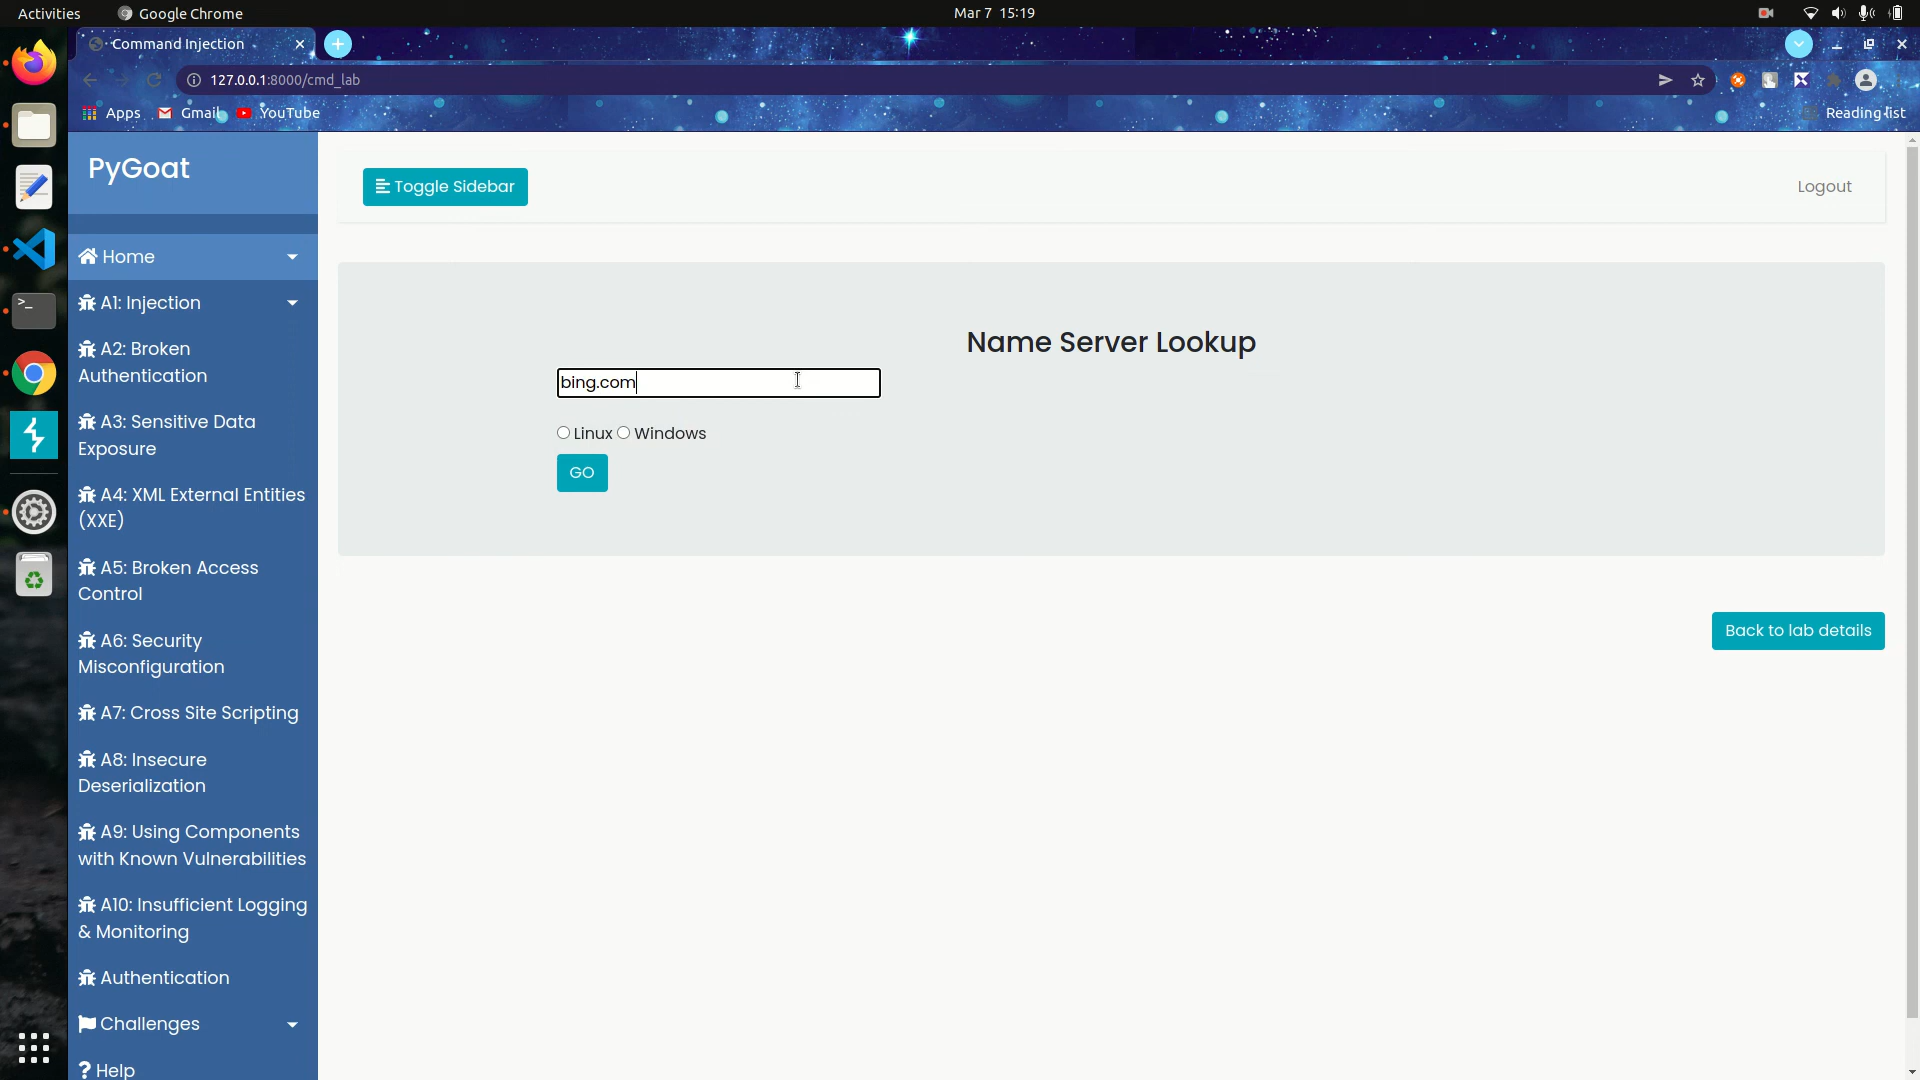 Activities
Google Chrome
Mar 7 15:19
Command Injection
127.0.0.1:8000/cmd_lab
Apps
Gmail
YouTube
Reading list
PyGoat
Toggle Sidebar
Logout
Home
A1: Injection
A2: Broken
Authentication
A3: Sensitive Data
Exposure
A4: XML External Entities
(XXE)
A5: Broken Access
Control
A6: Security
Misconfiguration
A7: Cross Site Scripting
A8: Insecure
Deserialization
A9: Using Components
with Known Vulnerabilities
A10: Insufficient Logging
& Monitoring
Authentication
Challenges
? Help
Name Server Lookup
bing.com
Linux Windows
GO
Back to lab details